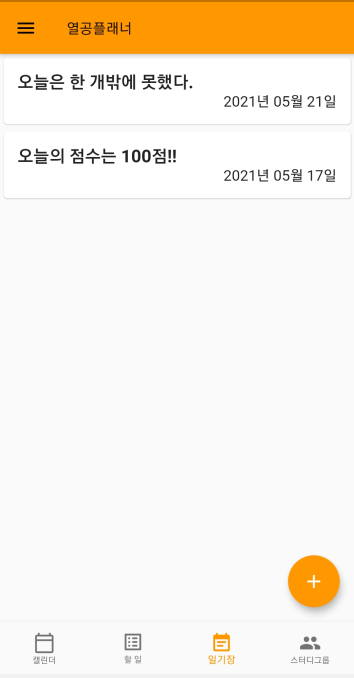 열공플래너
오늘은 한 개밖에 못했다.
2021년 05월 21일
오늘의 점수는 100점!!
2021년 05월 17일
캘린더
할 일
일기장
스터디그룹